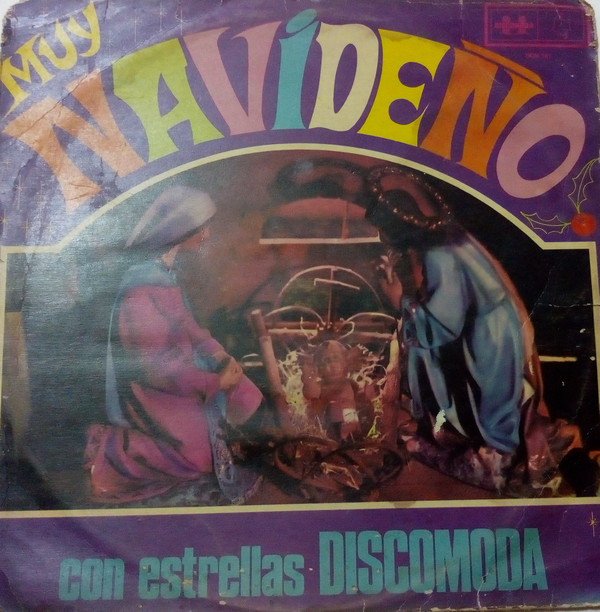 MUY
NAVIDEÑO
con estrellas DISCOMODA